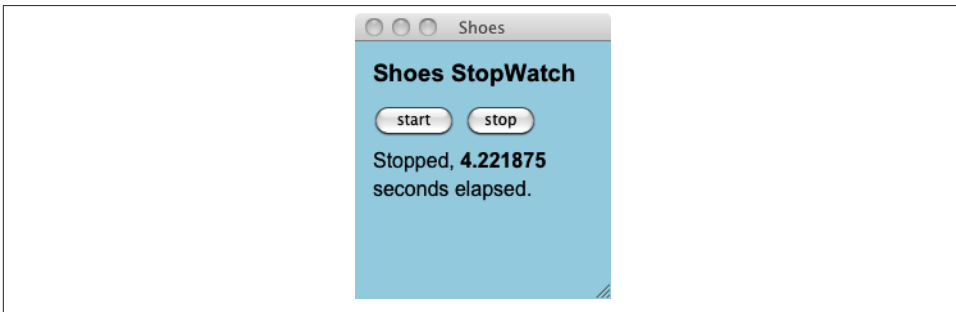 Shoes
Shoes StopWatch
start stop
Stopped, 4.221875
seconds elapsed.